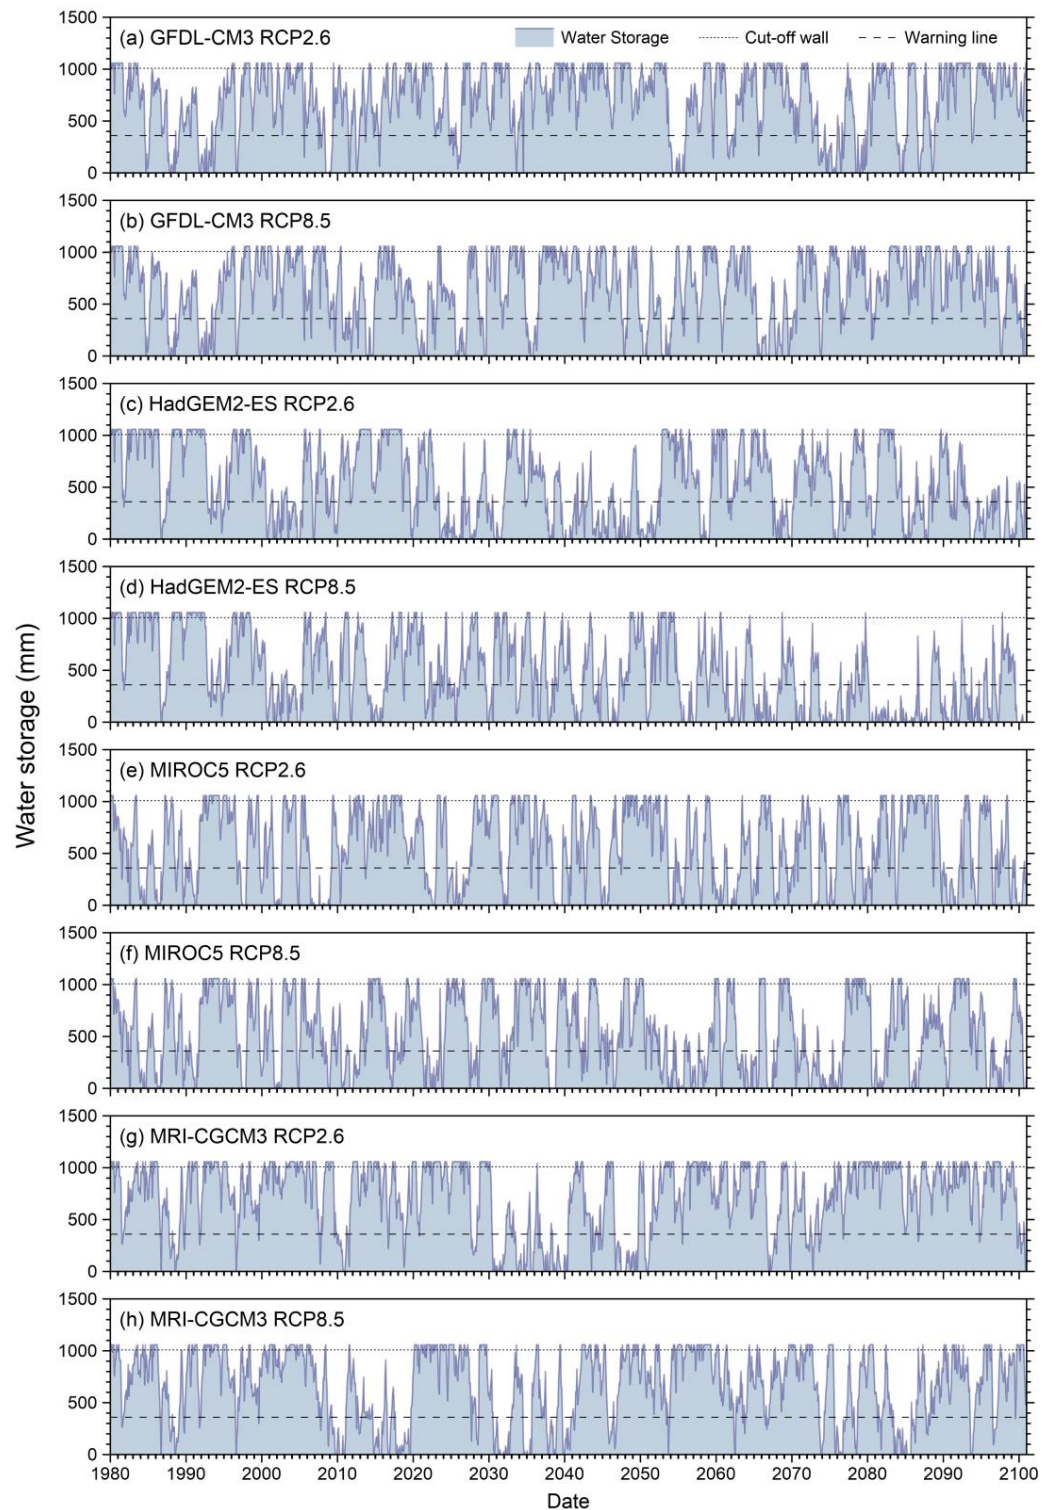 Water storage (mm)
1500
(a) GFDL-CM3 RCP2.6
Water Storage
Cut-off wall
Warning line
1000
500
0
1500
(b) GFDL-CM3 RCP8.5
1000
500
0
1500
(c) HadGEM2-ES RCP2.6
1000
500
0
1500
(d) HadGEM2-ES RCP8.5
1000
500
0
1500
(e) MIROC5 RCP2.6
1000
500
0
1500
(f) MIROC5 RCP8.5
1000
500
0
1500
(g) MRI-CGCM3 RCP2.6
1000
500
0
1500
(h) MRI-CGCM3 RCP8.5
1000
500
0
1980 1990 2000 2010 2020 2030 2040 2050 2060 2070 2080 2090 2100
Date